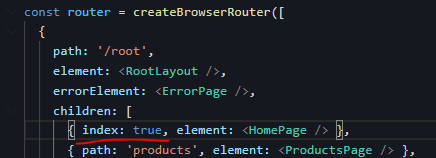 const router = createBrowserRouter([
{
path: '/root',
element: <RootLayout />,
errorElement: <ErrorPage />,
children: [
{ index: true, element: <HomePage /> },
{ path: 'products', element: <ProductsPage /> },